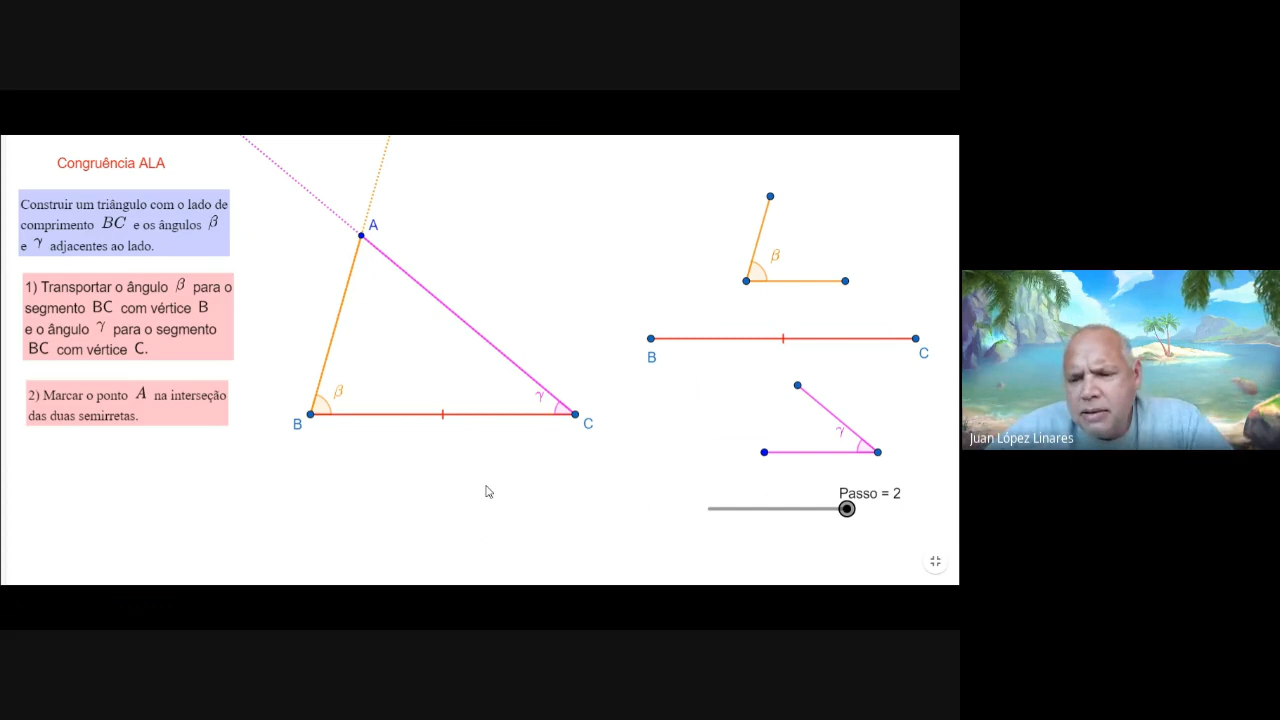 Congruência ALA
Construir um triângulo com o lado de
comprimento BC e os ângulos β
e γ adjacentes ao lado.
1) Transportar o ângulo β para o
segmento BC com vértice B
e o ângulo γ para o segmento
BC com vértice C.
2) Marcar o ponto A na interseção
das duas semirretas.
A
β
γ
B
C
β
B
C
γ
Passo = 2
Juan López Linares